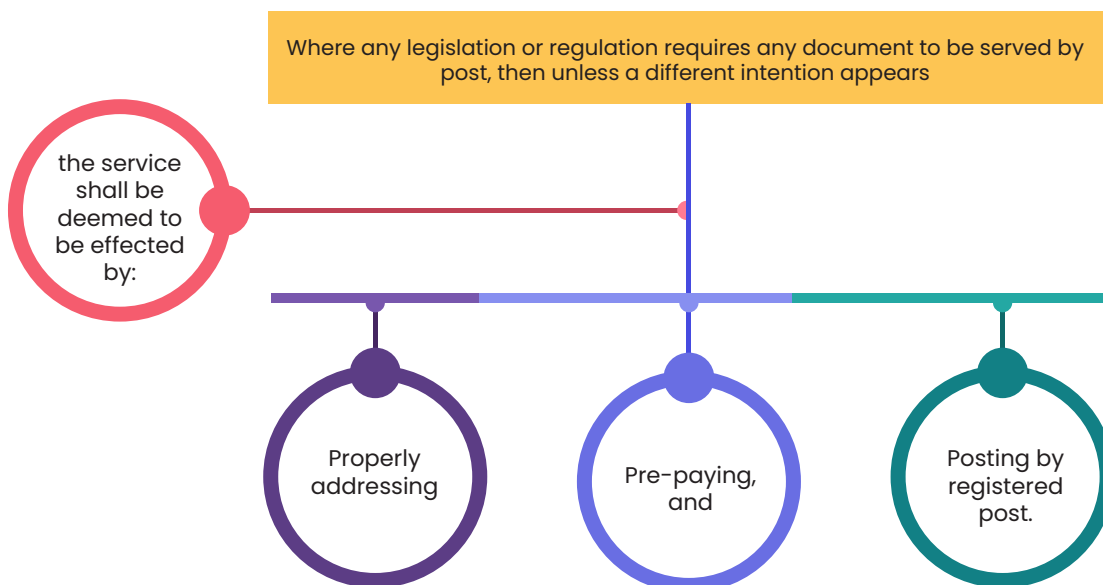 Where any legislation or regulation requires any document to be served by
post, then unless a different intention appears
the service
shall be
deemed to
be effected
by:
Properly
addressing
Pre-paying,
and
Posting by
registered
post.